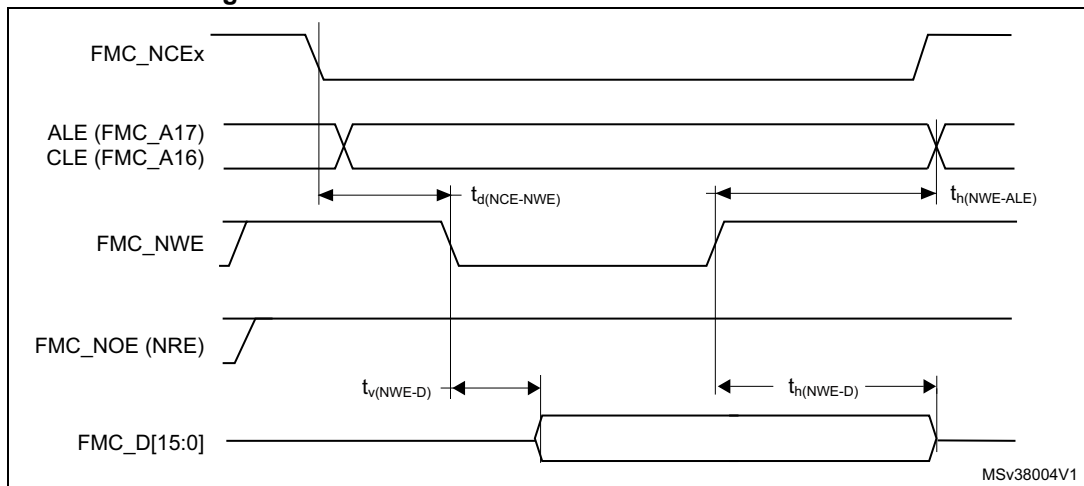 FMC_NCEx
ALE (FMC_A17)
CLE (FMC_A16)
td(NCE-NWE)
th(NWE-ALE)
FMC_NWE
FMC_NOE (NRE)
tv(NWE-D)
th(NWE-D)
FMC_D[15:0]
MSv38004V1